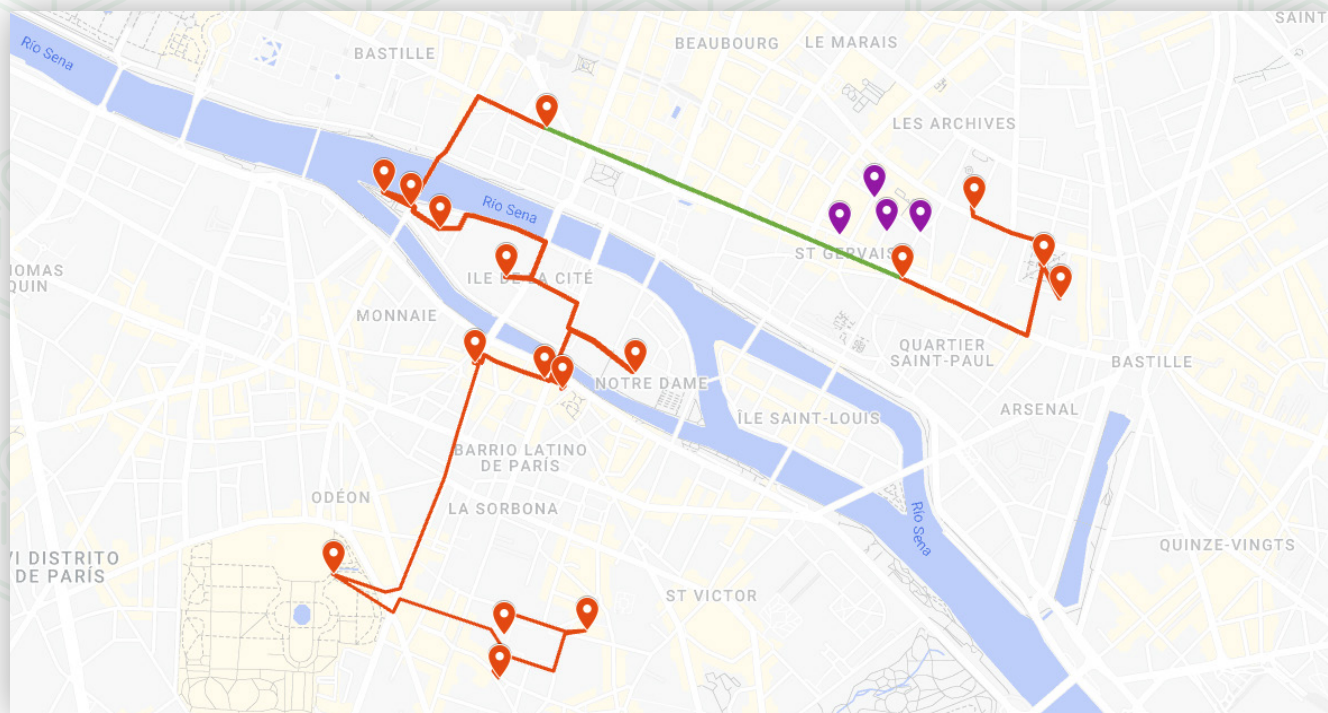 SAINT-
Río Sena
BASTILLE
BEAUBOURG
LE MARAIS
LES ARCHIVES
Río Sena
ST GERVAIS
HOMAS
QUIN
ILE DE LA CITÉ
MONNAIE
QUARTIER
SAINT-PAUL
BASTILLE
NOTRE DAME
ÎLE SAINT-LOUIS
ARSENAL
BARRIO LATINO
DE PARÍS
ODÉON
LA SORBONA
Río Sena
VI DISTRITO
DE PARÍS
QUINZE-VINGTS
ST VICTOR